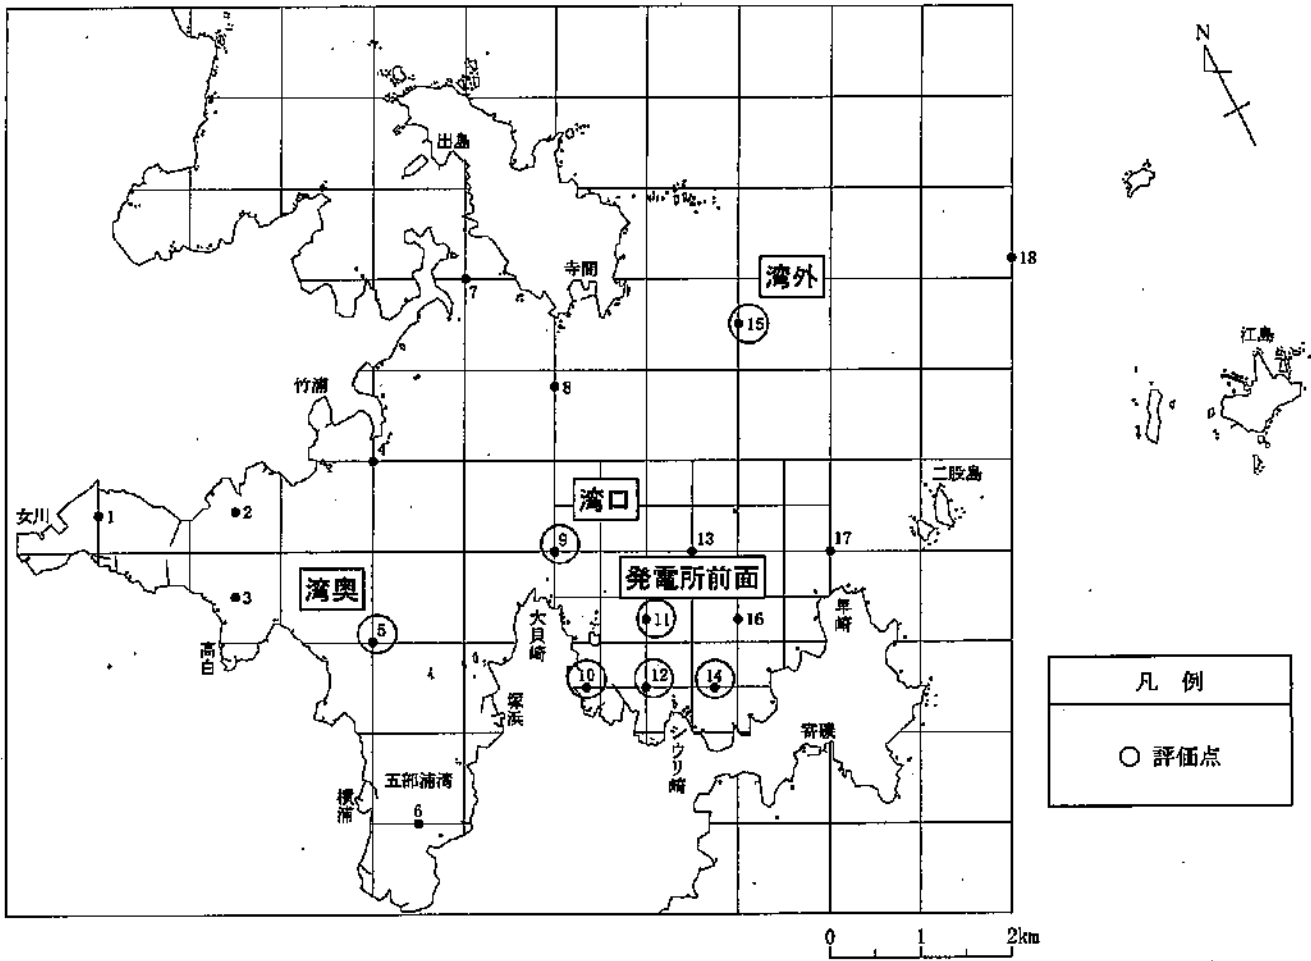 N
出島
寺間
湾外
18
7
15
江島
竹浦
8
4
二股島
湾口
女川
1
2
9
13
17
発電所前面
湾奥
3
大貝崎
11
16
早崎
5
高白
10
12
14
凡 例
塚浜
シウリ崎
寄磯
○ 評価点
五部浦湾
横浦
6
0 1 2km